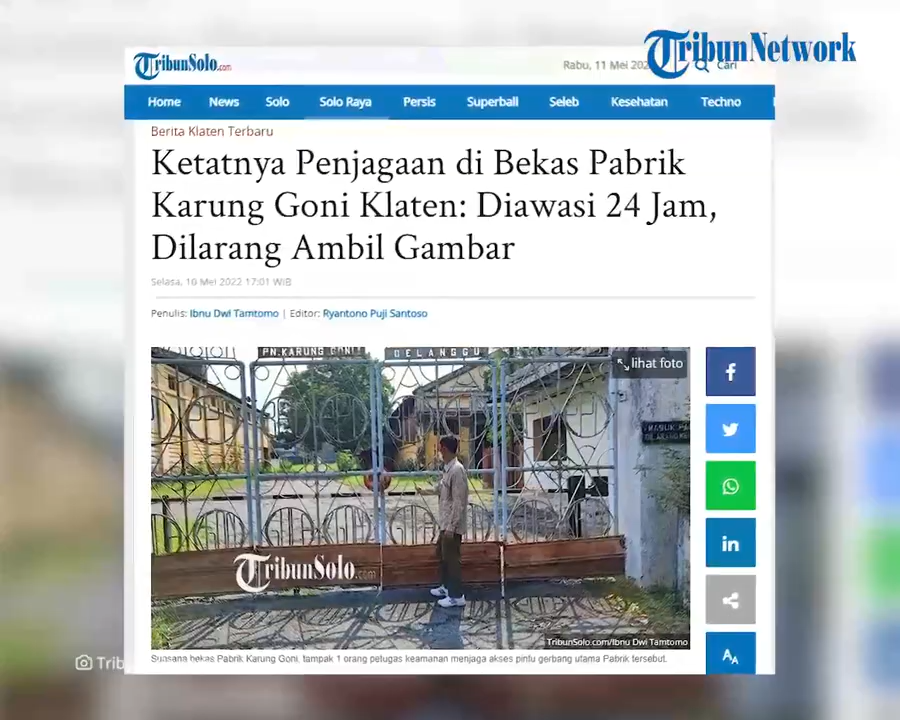 TribunNetwork
TribunSolo.com
Rabu, 11 Mei
Cari
Home News Solo Solo Raya Persis Superball Seleb Kesehatan Techno
Berita Klaten Terbaru
Ketatnya Penjagaan di Bekas Pabrik
Karung Goni Klaten: Diawasi 24 Jam,
Dilarang Ambil Gambar
Selasa, 10 Mei 2022 17:01 WIB
Penulis: Ibnu Dwi Tamtomo | Editor: Ryantono Puji Santoso
PN.KARUNG GONI DELANGGU
lihat foto
TribunSolo.com
TribunSolo.com/Ibnu Dwi Tamtomo
Suasana bekas Pabrik Karung Goni, tampak 1 orang petugas keamanan menjaga akses pintu gerbang utama Pabrik tersebut.
Trib